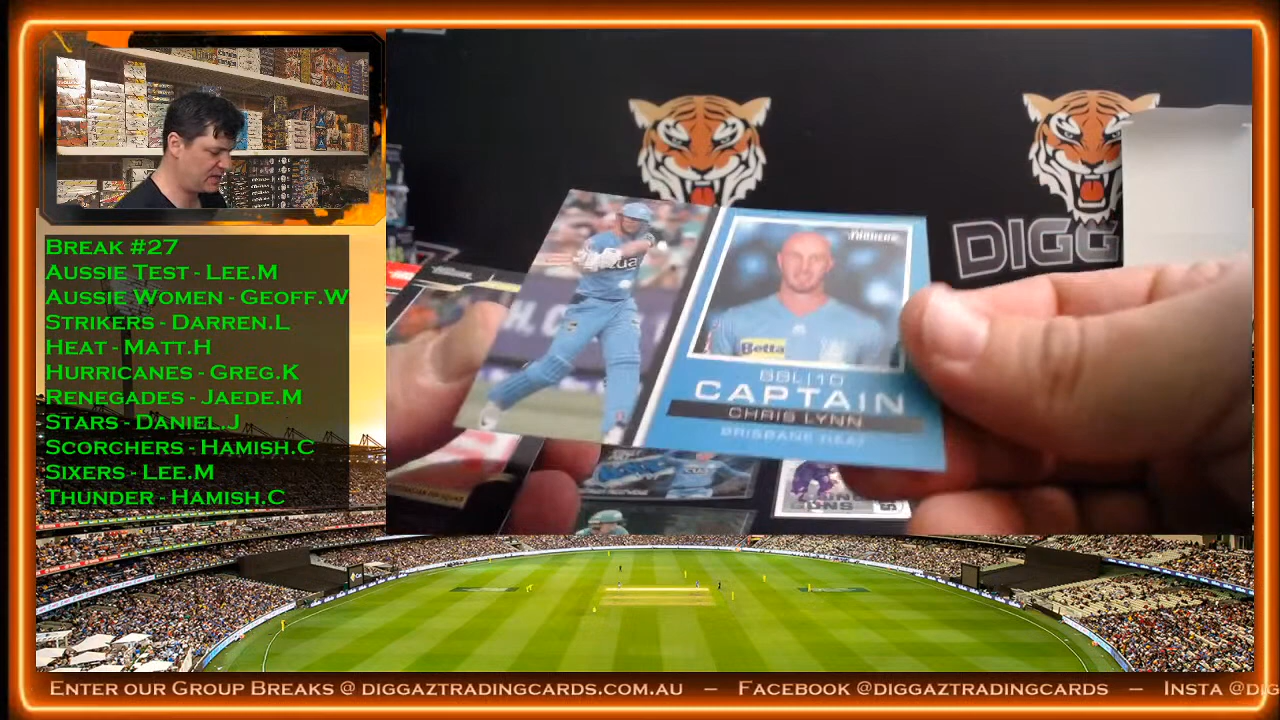 Break #27
Aussie Test - Lee.M
Aussie Women - Geoff.W
Strikers - Darren.L
Heat - Matt.H
Hurricanes - Greg.K
Renegades - Jaede.M
Stars - Daniel.J
Scorchers - Hamish.C
Sixers - Lee.M
Thunder - Hamish.C
DIGG
TRADERS
Betta
BBL|10
CAPTAIN
CHRIS LYNN
BRISBANE HEAT
Enter our Group Breaks @ diggaztradingcards.com.au – Facebook @diggaztradingcards – Insta @dig